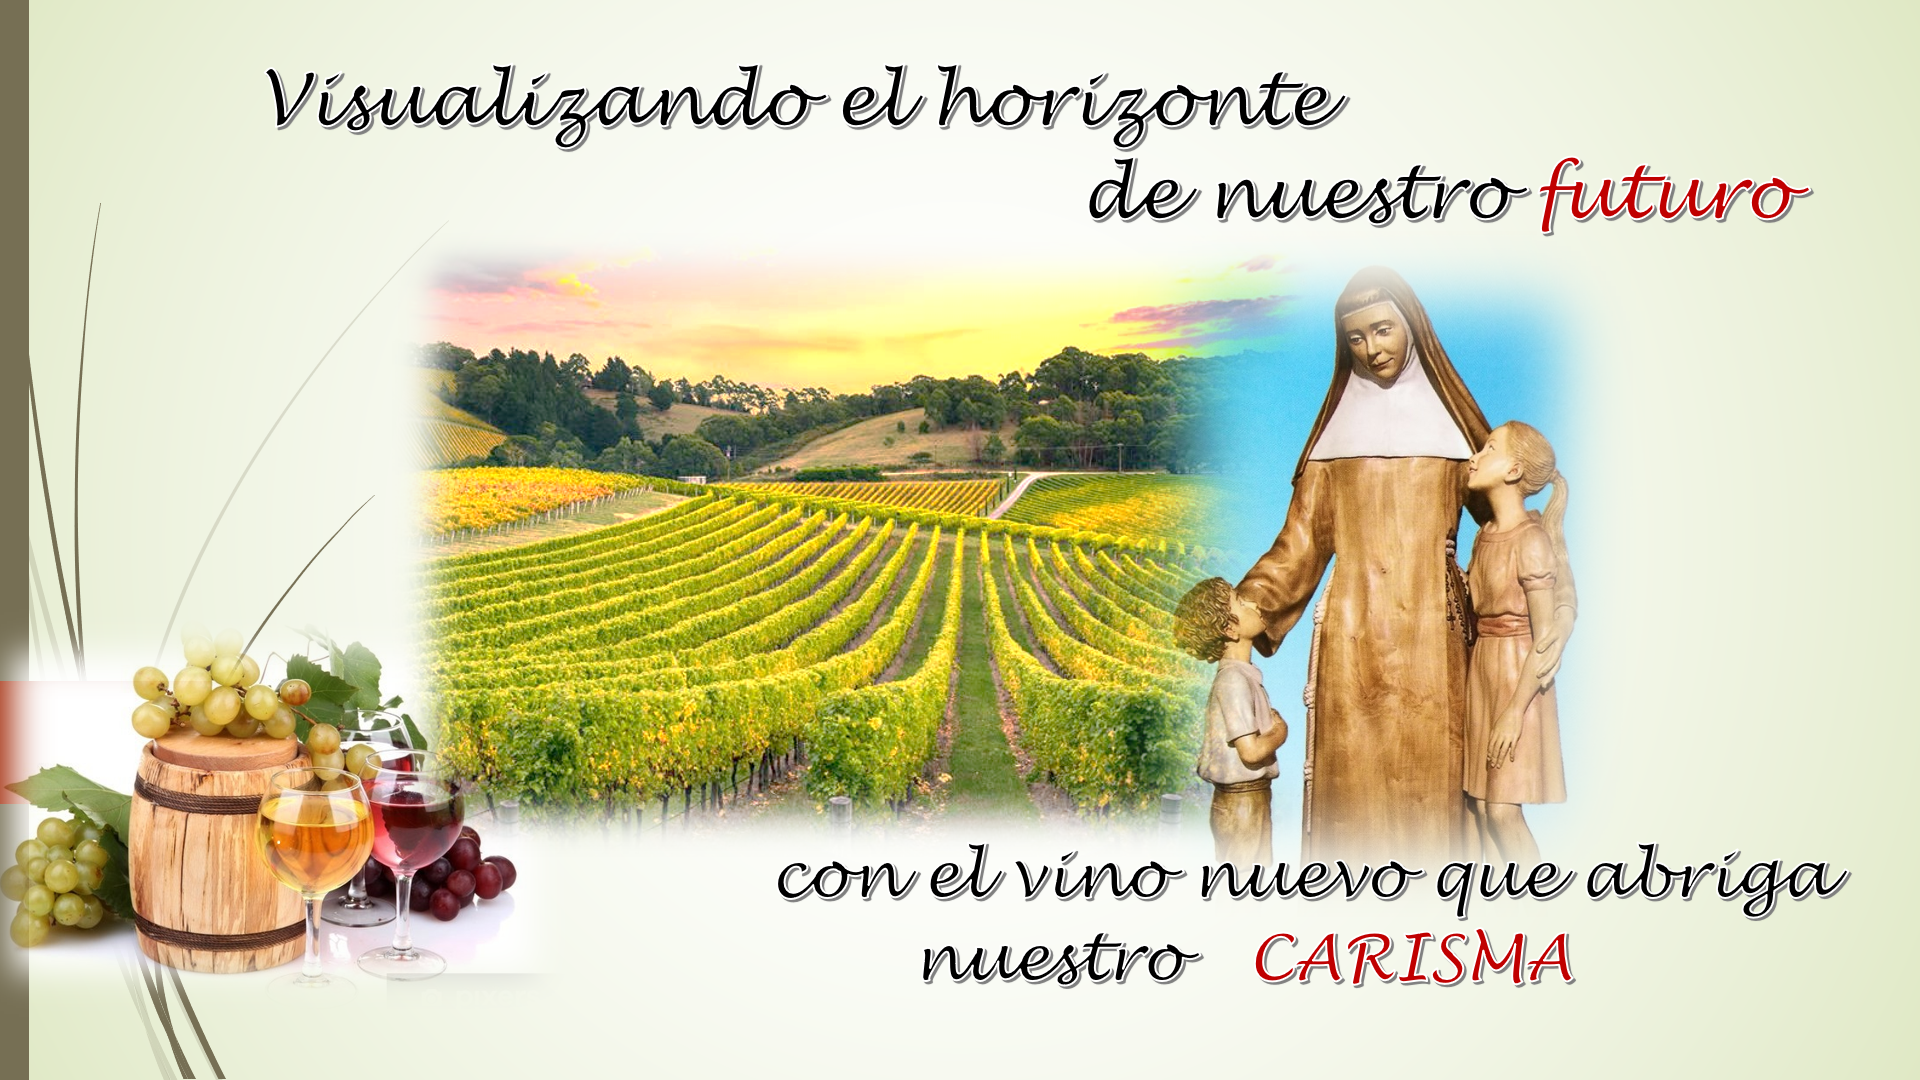 Visualizando el horizonte
de nuestro futuro
con el vino nuevo que abriga
nuestro CARISMA